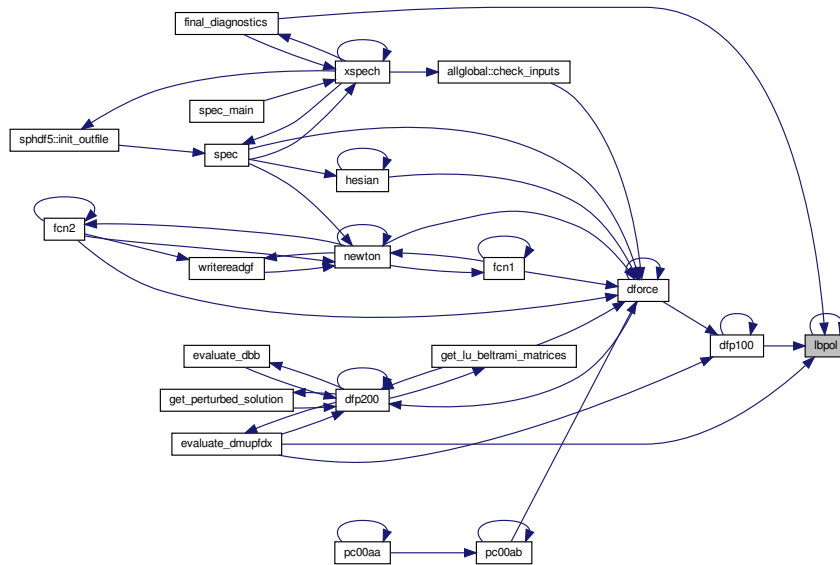 final_diagnostics
xspech
allglobal::check_inputs
spec_main
sphdf5::init_outfile
spec
hesian
fcn2
newton
writereadgf
fcn1
dforce
dfp100
lbpol
evaluate_dbb
get_lu_beltrami_matrices
get_perturbed_solution
dfp200
evaluate_dmupfdx
pc00aa
pc00ab